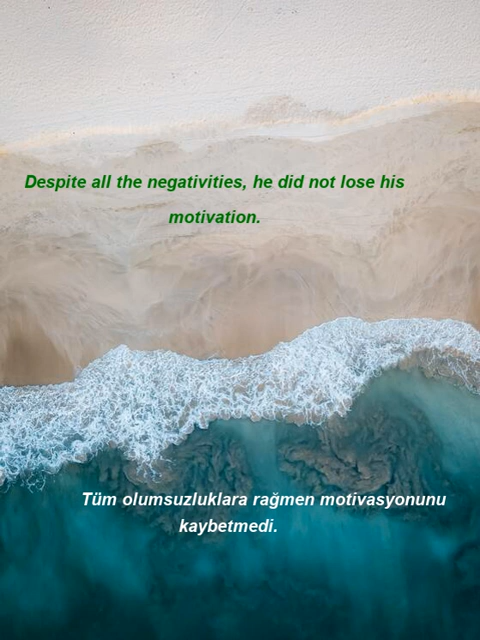 Despite all the negativities, he did not lose his
motivation.
Tüm olumsuzluklara rağmen motivasyonunu
kaybetmedi.